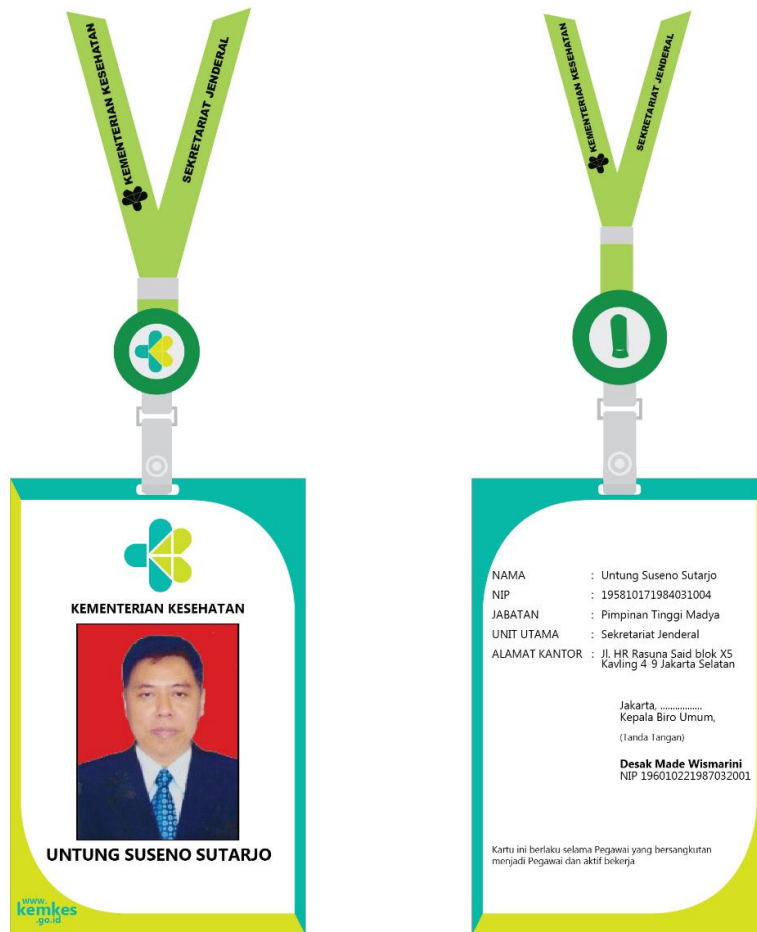 KEMENTERIAN KESEHATAN
SEKRETARIAT JENDERAL
KEMENTERIAN KESEHATAN
UNTUNG SUSENO SUTARJO
www.
kemkes
.go.id
KEMENTERIAN KESEHATAN
SEKRETARIAT JENDERAL
NAMA : Untung Suseno Sutarjo
NIP : 195810171984031004
JABATAN : Pimpinan Tinggi Madya
UNIT UTAMA : Sekretariat Jenderal
ALAMAT KANTOR : Jl. HR Rasuna Said blok X5
Kavling 4 9 Jakarta Selatan
Jakarta, .................
Kepala Biro Umum,
(Tanda Tangan)
Desak Made Wismarini
NIP 196010221987032001
Kartu ini berlaku selama Pegawai yang bersangkutan
menjadi Pegawai dan aktif bekerja